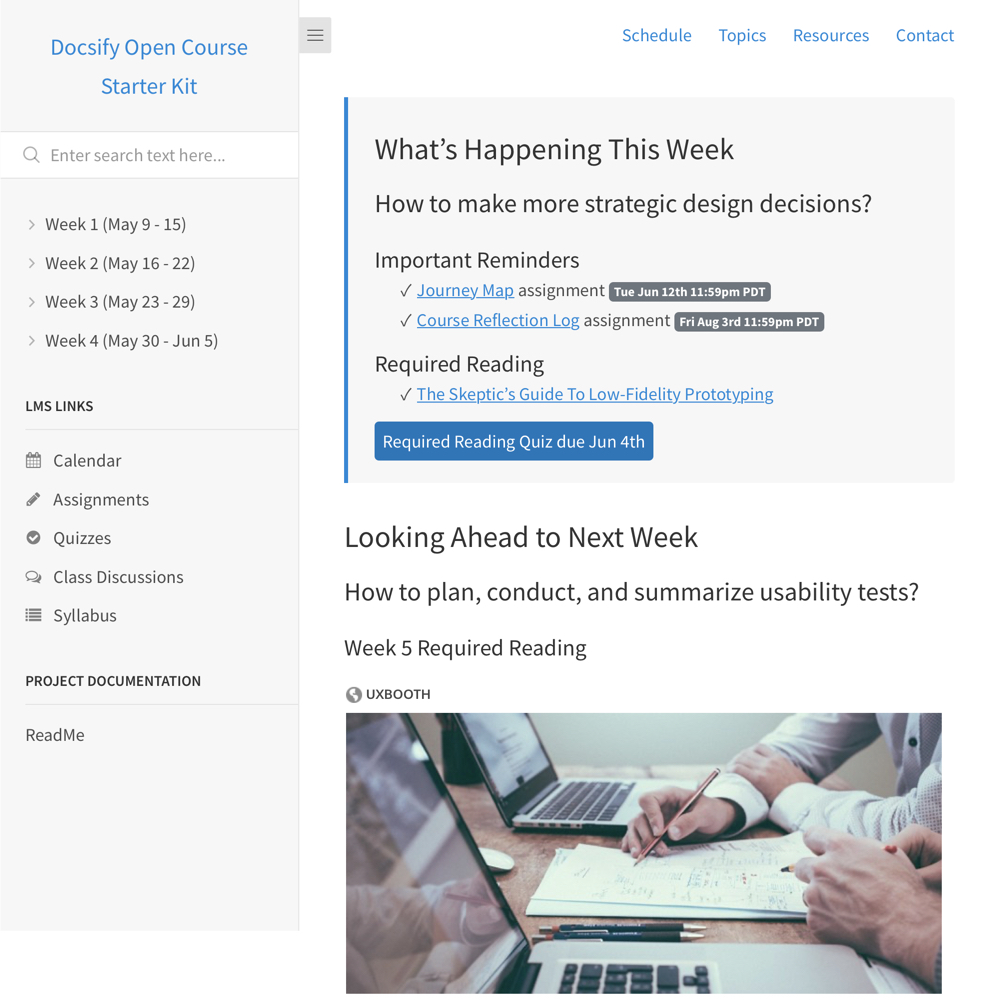 Docsify Open Course
Starter Kit
Enter search text here...
Week 1 (May 9 - 15)
Week 2 (May 16 - 22)
Week 3 (May 23 - 29)
Week 4 (May 30 - Jun 5)
LMS LINKS
Calendar
Assignments
Quizzes
Class Discussions
Syllabus
PROJECT DOCUMENTATION
ReadMe
Schedule Topics Resources Contact
What’s Happening This Week
How to make more strategic design decisions?
Important Reminders
✓ Journey Map assignment Tue Jun 12th 11:59pm PDT
✓ Course Reflection Log assignment Fri Aug 3rd 11:59pm PDT
Required Reading
✓ The Skeptic’s Guide To Low-Fidelity Prototyping
Required Reading Quiz due Jun 4th
Looking Ahead to Next Week
How to plan, conduct, and summarize usability tests?
Week 5 Required Reading
UXBOOTH